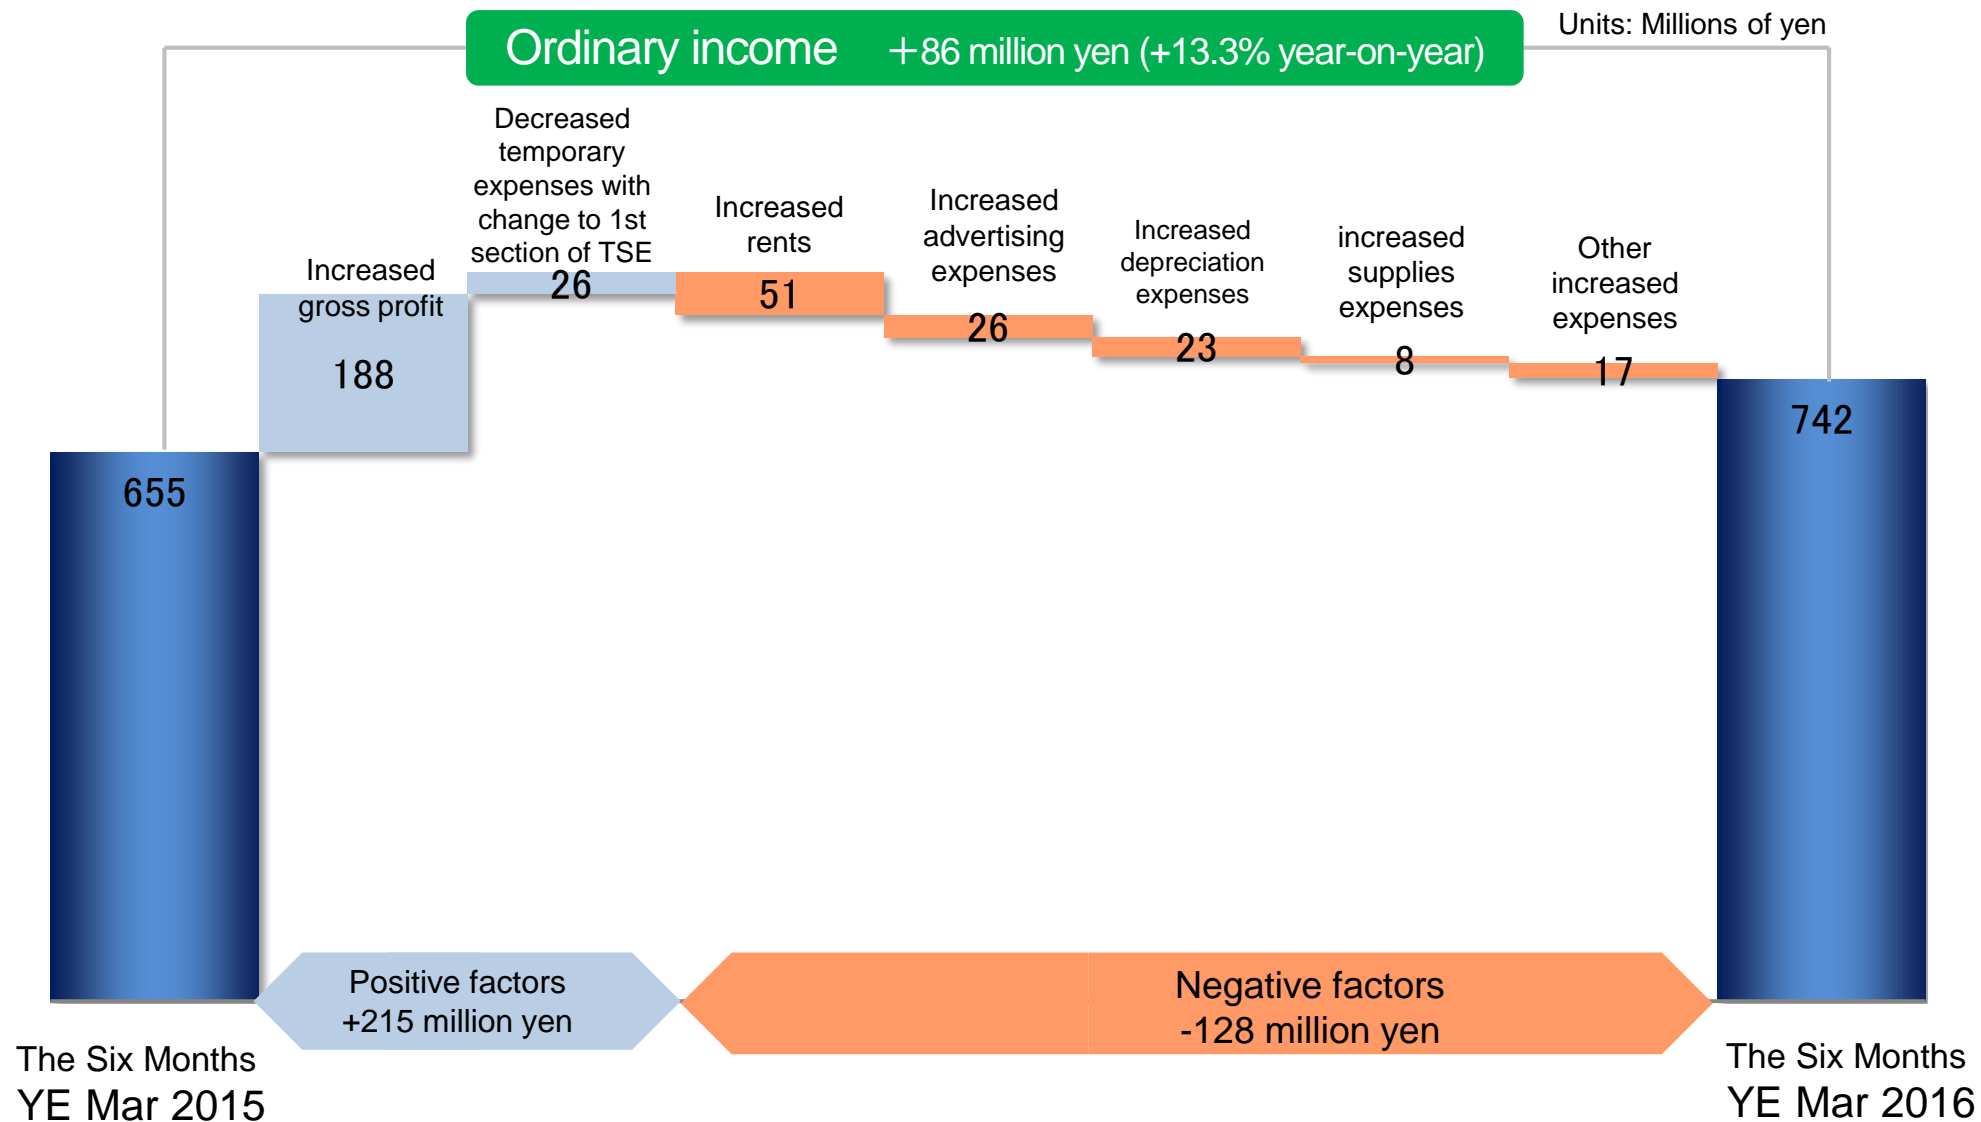 Units: Millions of yen
Ordinary income ＋86 million yen (+13.3% year-on-year)
655
Increased
gross profit
188
Decreased
temporary
expenses with
change to 1st
section of TSE
26
Increased
rents
51
Increased
advertising
expenses
26
Increased
depreciation
expenses
23
increased
supplies
expenses
8
Other
increased
expenses
17
742
Positive factors
+215 million yen
Negative factors
-128 million yen
The Six Months
YE Mar 2015
The Six Months
YE Mar 2016